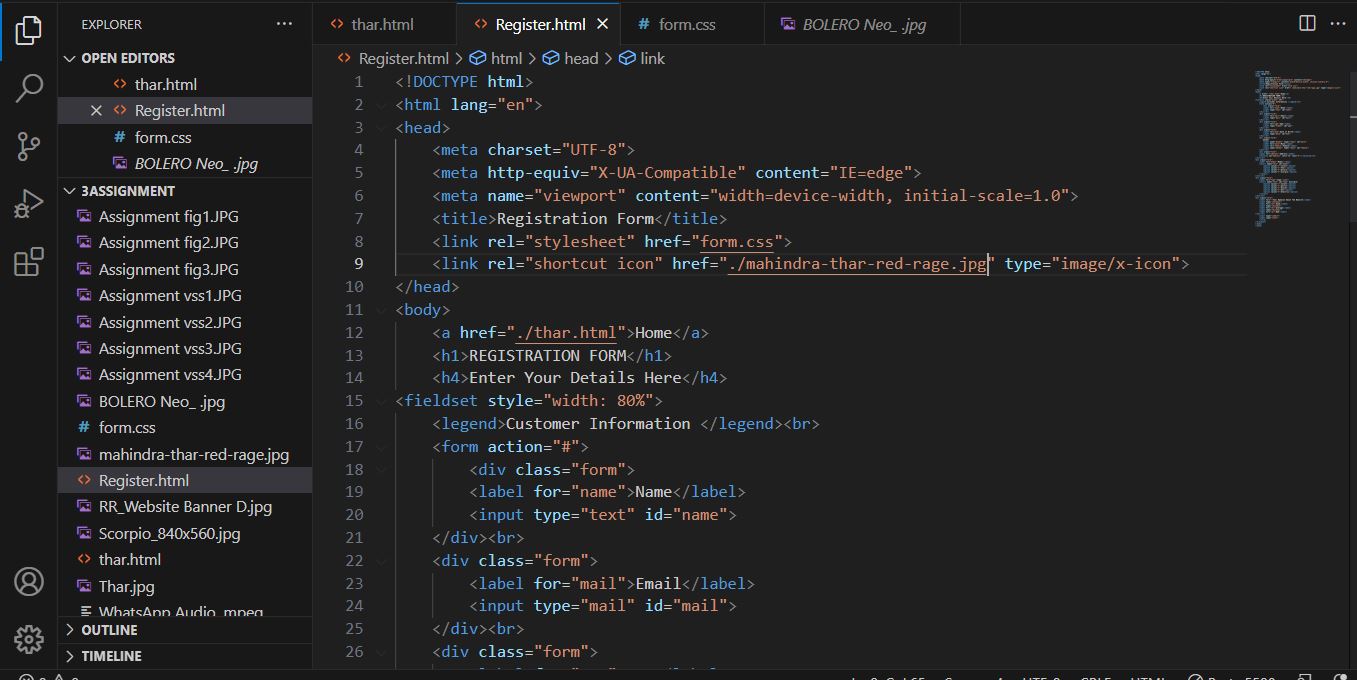 EXPLORER
OPEN EDITORS
thar.html
Register.html
form.css
BOLERO Neo_ .jpg
3ASSIGNMENT
Assignment fig1.JPG
Assignment fig2.JPG
Assignment fig3.JPG
Assignment vss1.JPG
Assignment vss2.JPG
Assignment vss3.JPG
Assignment vss4.JPG
BOLERO Neo_ .jpg
form.css
mahindra-thar-red-rage.jpg
Register.html
RR_Website Banner D.jpg
Scorpio_840x560.jpg
thar.html
Thar.jpg
WhatsApp Audio .mpeg
OUTLINE
TIMELINE
thar.html Register.html form.css BOLERO Neo_ .jpg
Register.html > html > head > link
1 <!DOCTYPE html>
2 <html lang="en">
3 <head>
4 <meta charset="UTF-8">
5 <meta http-equiv="X-UA-Compatible" content="IE=edge">
6 <meta name="viewport" content="width=device-width, initial-scale=1.0">
7 <title>Registration Form</title>
8 <link rel="stylesheet" href="form.css">
9 <link rel="shortcut icon" href="./mahindra-thar-red-rage.jpg" type="image/x-icon">
10 </head>
11 <body>
12 <a href="./thar.html">Home</a>
13 <h1>REGISTRATION FORM</h1>
14 <h4>Enter Your Details Here</h4>
15 <fieldset style="width: 80%">
16 <legend>Customer Information </legend><br>
17 <form action="#">
18 <div class="form">
19 <label for="name">Name</label>
20 <input type="text" id="name">
21 </div><br>
22 <div class="form">
23 <label for="mail">Email</label>
24 <input type="mail" id="mail">
25 </div><br>
26 <div class="form">